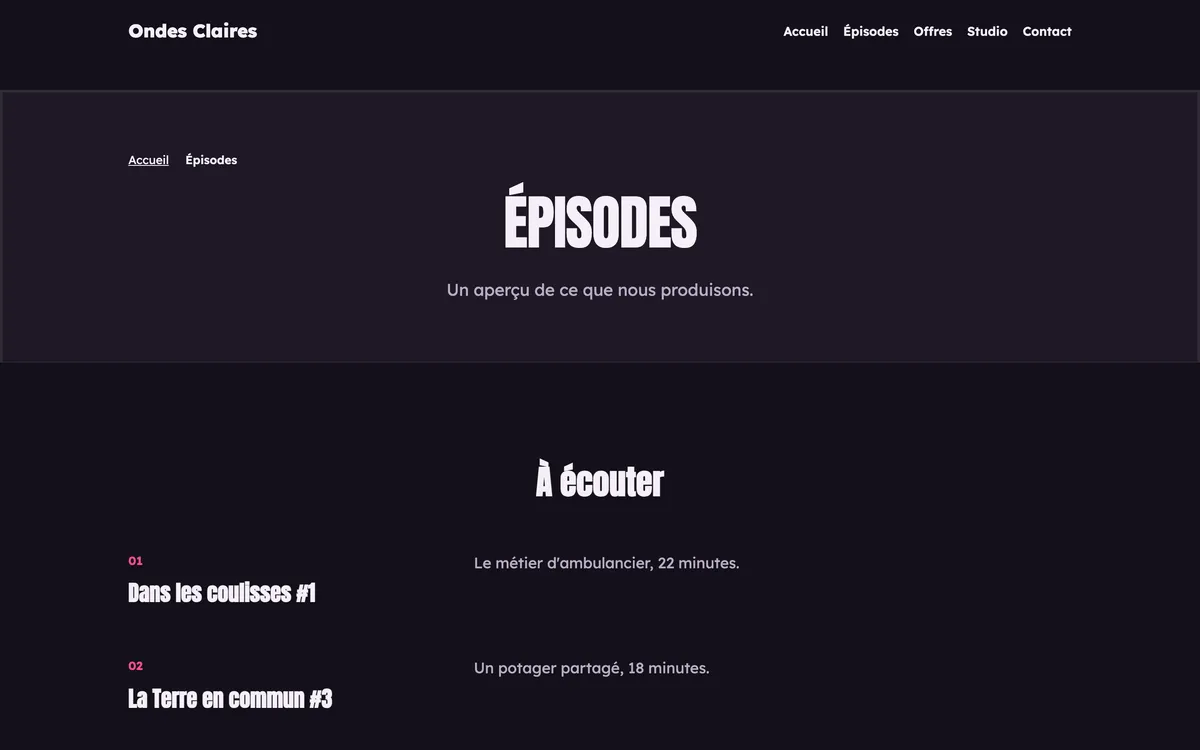 Ondes Claires
Accueil Épisodes Offres Studio Contact
Accueil Épisodes
ÉPISODES
Un aperçu de ce que nous produisons.
À écouter
01
Dans les coulisses #1
Le métier d'ambulancier, 22 minutes.
02
La Terre en commun #3
Un potager partagé, 18 minutes.